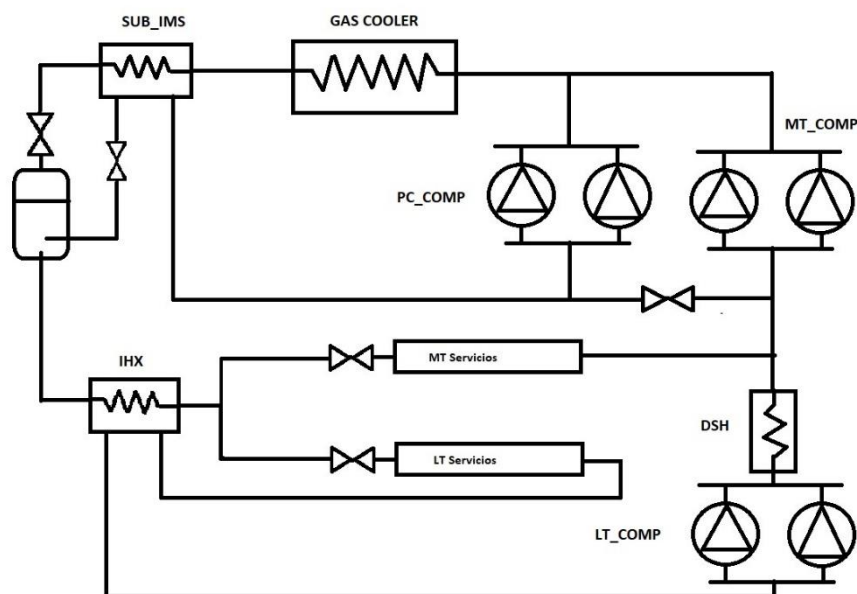 SUB_IMS
GAS COOLER
MT_COMP
PC_COMP
IHX
MT Servicios
DSH
LT Servicios
LT_COMP